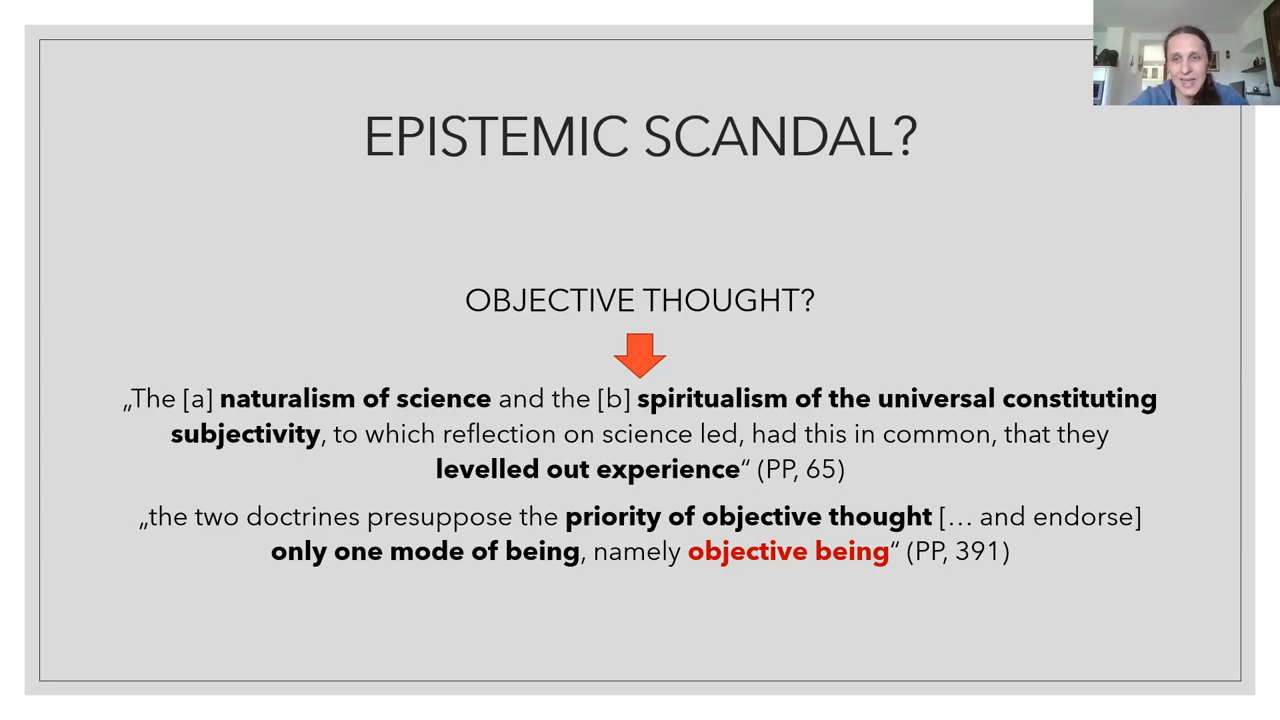 EPISTEMIC SCANDAL?
OBJECTIVE THOUGHT?
„The [a] naturalism of science and the [b] spiritualism of the universal constituting
subjectivity, to which reflection on science led, had this in common, that they
levelled out experience“ (PP, 65)
„the two doctrines presuppose the priority of objective thought [… and endorse]
only one mode of being, namely objective being“ (PP, 391)